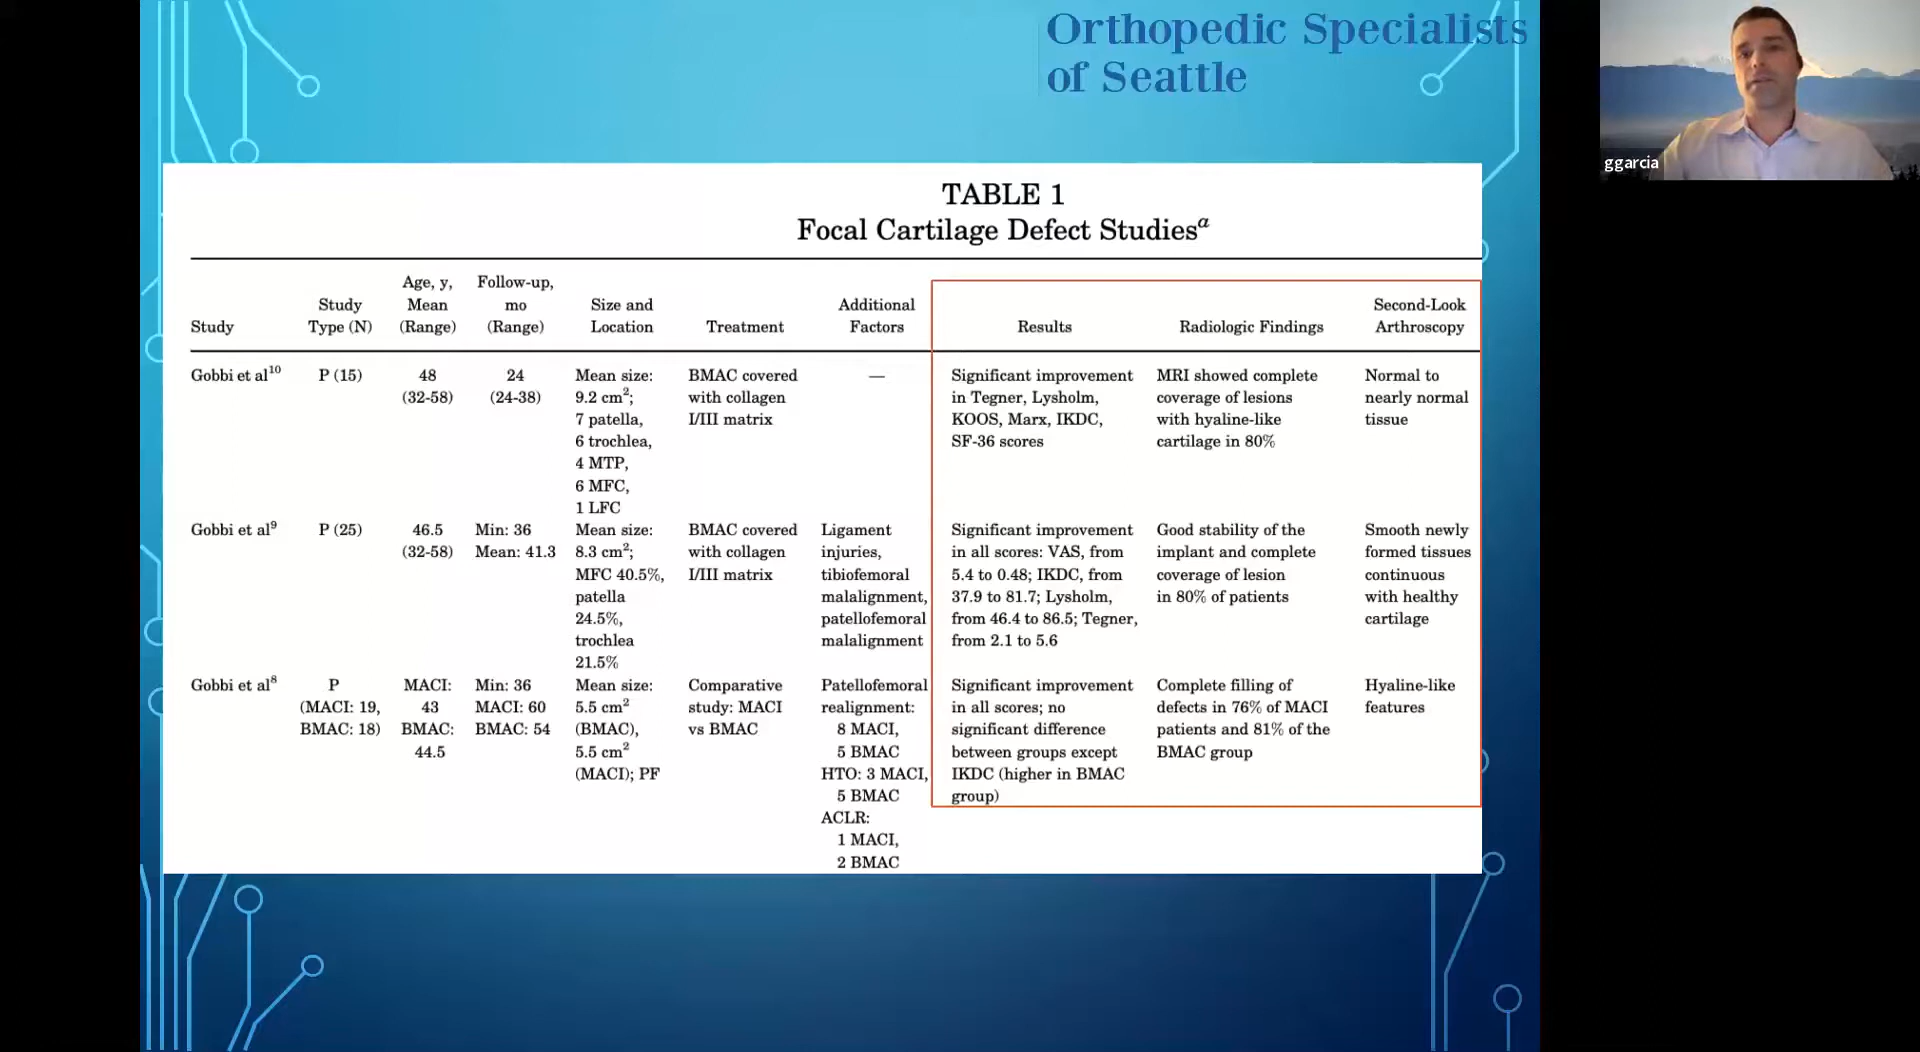 Orthopedic Specialists
of Seattle
ggarcia
TABLE 1
Focal Cartilage Defect Studiesᵃ
Study
Study
Type (N)
Age, y,
Mean
(Range)
Follow-up,
mo
(Range)
Size and
Location
Treatment
Additional
Factors
Results
Radiologic Findings
Second-Look
Arthroscopy
Gobbi et al¹⁰
P (15)
48
(32-58)
24
(24-38)
Mean size:
9.2 cm²;
7 patella,
6 trochlea,
4 MTP,
6 MFC,
1 LFC
BMAC covered
with collagen
I/III matrix
—
Significant improvement
in Tegner, Lysholm,
KOOS, Marx, IKDC,
SF-36 scores
MRI showed complete
coverage of lesions
with hyaline-like
cartilage in 80%
Normal to
nearly normal
tissue
Gobbi et al⁹
P (25)
46.5
(32-58)
Min: 36
Mean: 41.3
Mean size:
8.3 cm²;
MFC 40.5%,
patella
24.5%,
trochlea
21.5%
BMAC covered
with collagen
I/III matrix
Ligament
injuries,
tibiofemoral
malalignment,
patellofemoral
malalignment
Significant improvement
in all scores: VAS, from
5.4 to 0.48; IKDC, from
37.9 to 81.7; Lysholm,
from 46.4 to 86.5; Tegner,
from 2.1 to 5.6
Good stability of the
implant and complete
coverage of lesion
in 80% of patients
Smooth newly
formed tissues
continuous
with healthy
cartilage
Gobbi et al⁸
P
(MACI: 19,
BMAC: 18)
MACI:
43
BMAC:
44.5
Min: 36
MACI: 60
BMAC: 54
Mean size:
5.5 cm²
(BMAC),
5.5 cm²
(MACI); PF
Comparative
study: MACI
vs BMAC
Patellofemoral
realignment:
8 MACI,
5 BMAC
HTO: 3 MACI,
5 BMAC
ACLR:
1 MACI,
2 BMAC
Significant improvement
in all scores; no
significant difference
between groups except
IKDC (higher in BMAC
group)
Complete filling of
defects in 76% of MACI
patients and 81% of the
BMAC group
Hyaline-like
features